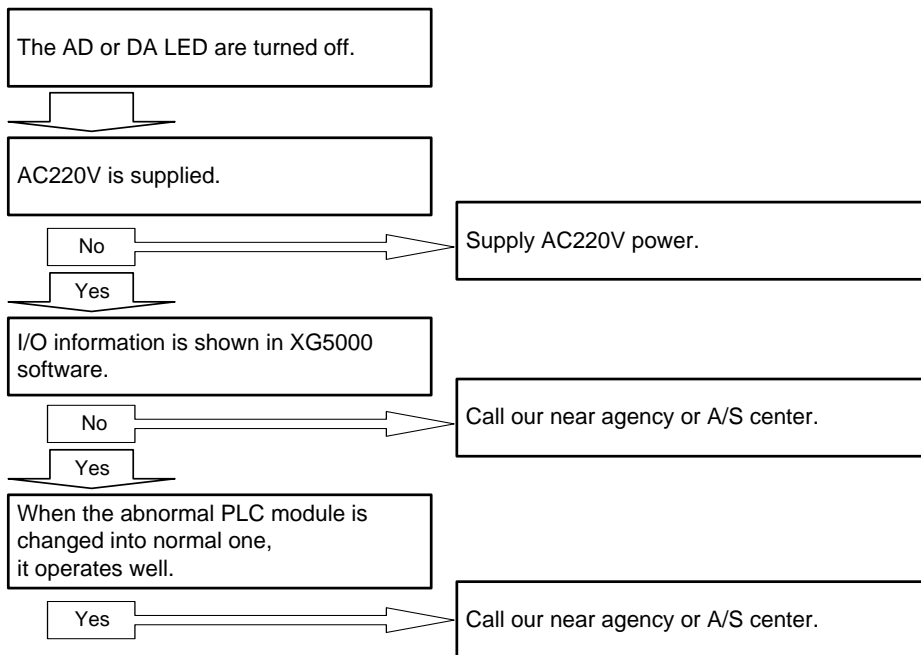 The AD or DA LED are turned off.
AC220V is supplied.
No
Supply AC220V power.
Yes
I/O information is shown in XG5000
software.
No
Call our near agency or A/S center.
Yes
When the abnormal PLC module is
changed into normal one,
it operates well.
Yes
Call our near agency or A/S center.